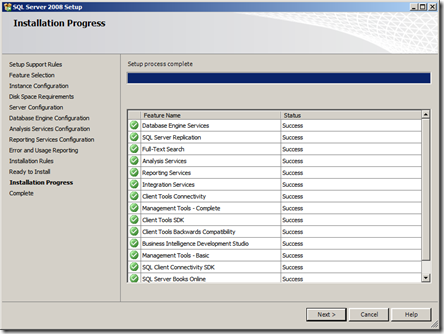 SQL Server 2008 Setup
Installation Progress
Setup Support Rules
Feature Selection
Instance Configuration
Disk Space Requirements
Server Configuration
Database Engine Configuration
Analysis Services Configuration
Reporting Services Configuration
Error and Usage Reporting
Installation Rules
Ready to Install
Installation Progress
Complete
Setup process complete
Feature Name Status
Database Engine Services Success
SQL Server Replication Success
Full-Text Search Success
Analysis Services Success
Reporting Services Success
Integration Services Success
Client Tools Connectivity Success
Management Tools - Complete Success
Client Tools SDK Success
Client Tools Backwards Compatibility Success
Business Intelligence Development Studio Success
Management Tools - Basic Success
SQL Client Connectivity SDK Success
SQL Server Books Online Success
Next > Cancel Help